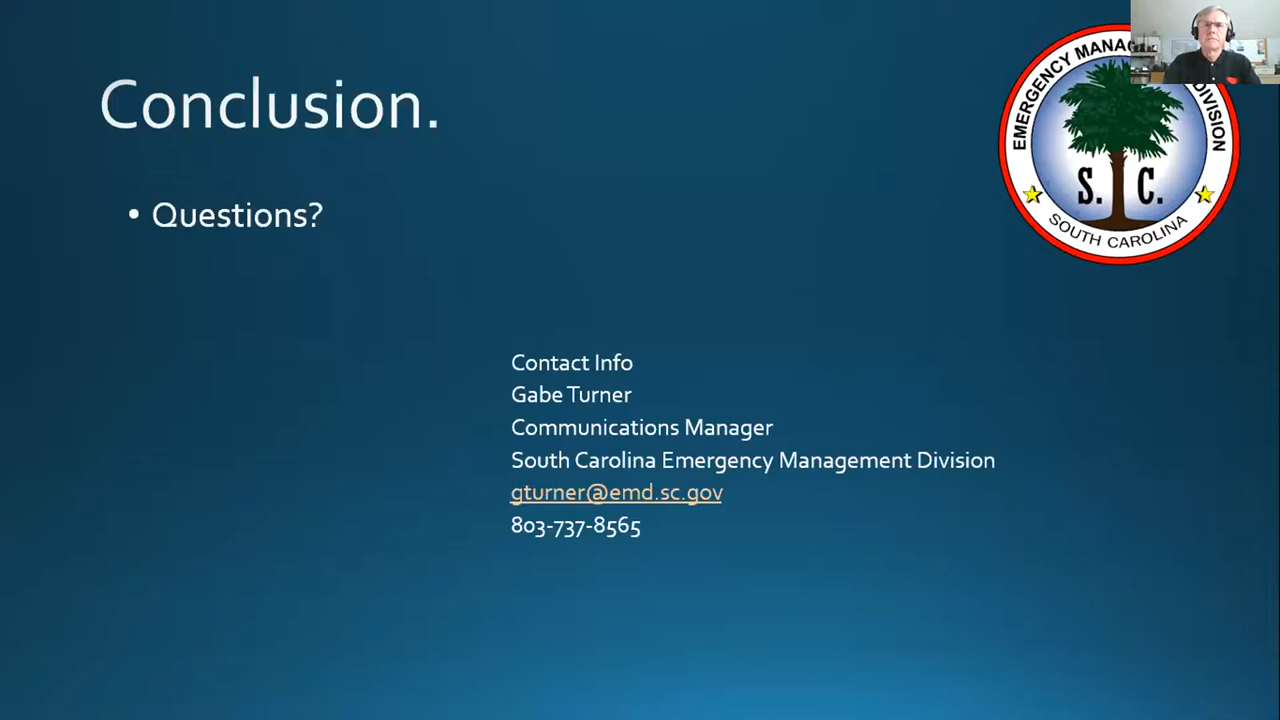 Conclusion.
• Questions?
EMERGENCY MANA
DIVISION
S. C.
SOUTH CAROLINA
Contact Info
Gabe Turner
Communications Manager
South Carolina Emergency Management Division
gturner@emd.sc.gov
803-737-8565